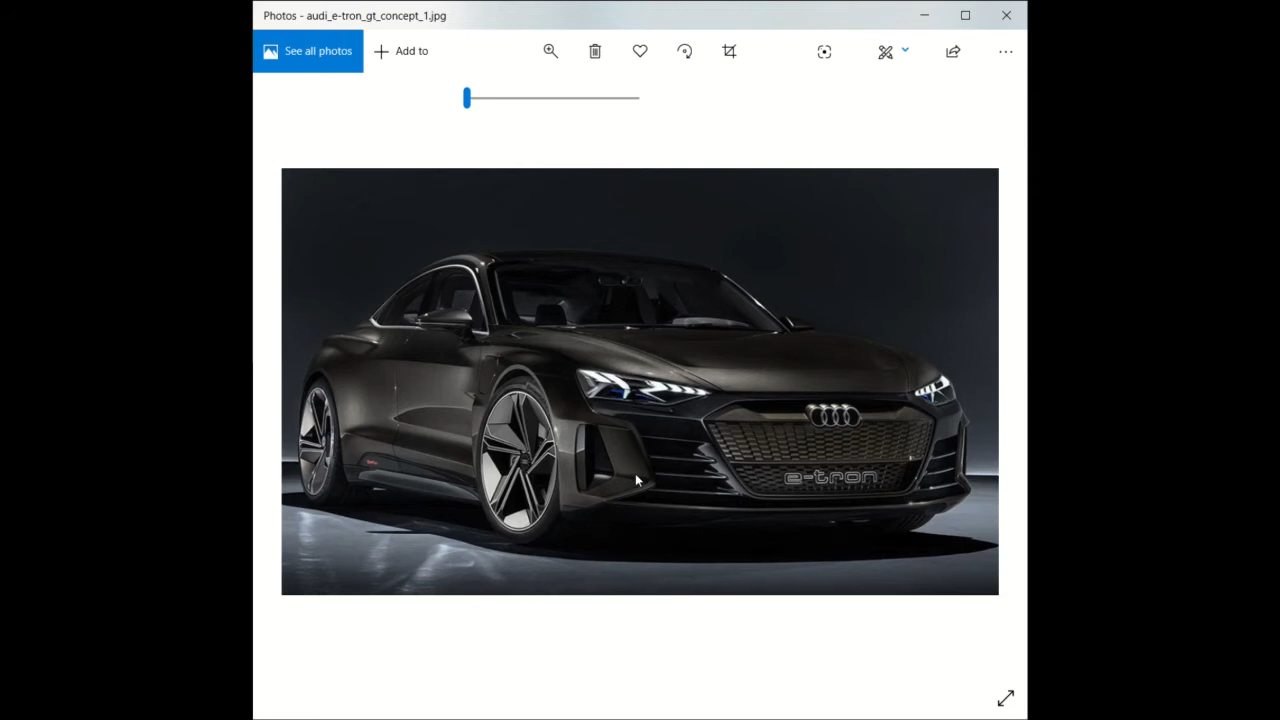 Photos - audi_e-tron_gt_concept_1.jpg
See all photos
Add to
e-tron